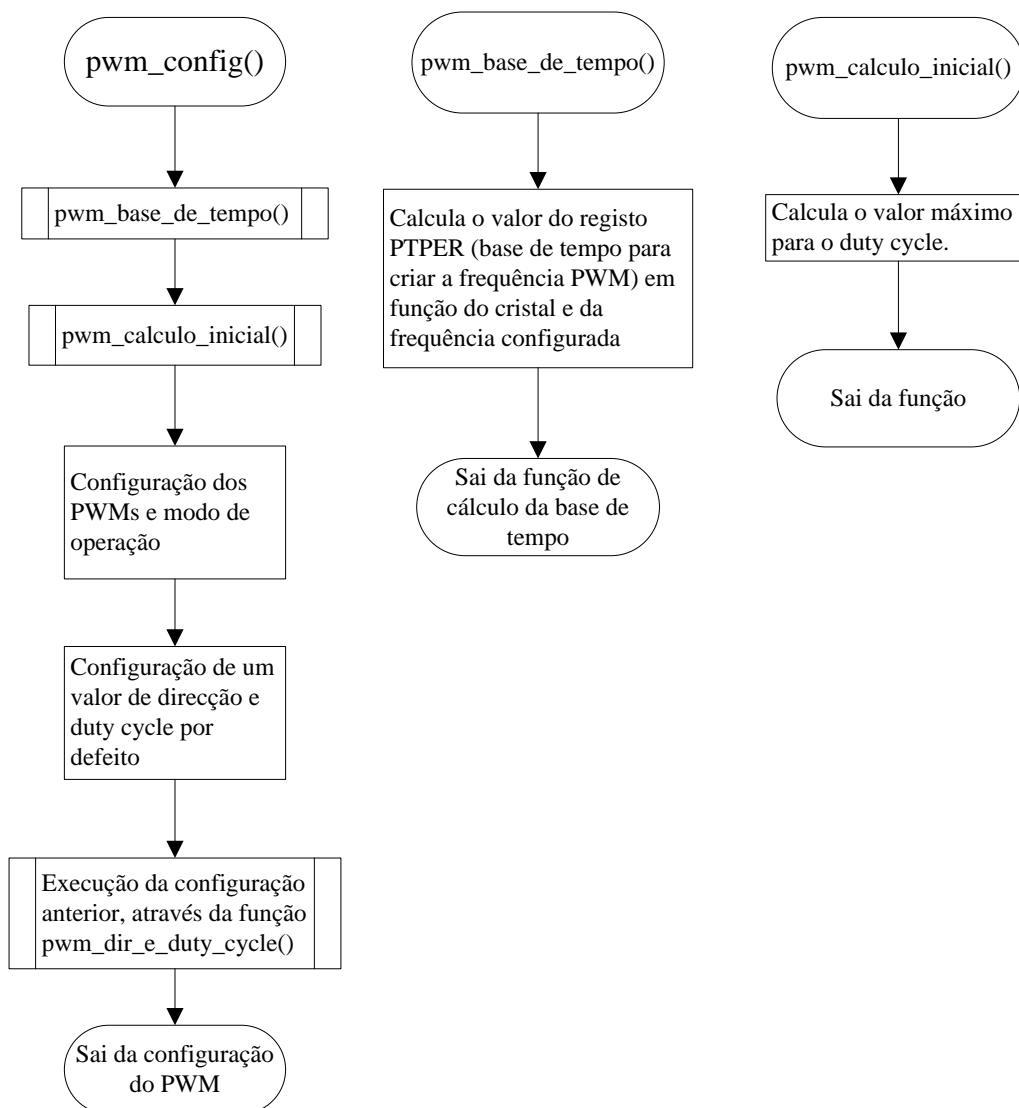 pwm_config()
pwm_base_de_tempo()
pwm_calculo_inicial()
Configuração dos
PWMs e modo de
operação
Configuração de um
valor de direcção e
duty cycle por
defeito
Execução da configuração
anterior, através da função
pwm_dir_e_duty_cycle()
Sai da configuração
do PWM
pwm_base_de_tempo()
Calcula o valor do registo
PTPER (base de tempo para
criar a frequência PWM) em
função do cristal e da
frequência configurada
Sai da função de
cálculo da base de
tempo
pwm_calculo_inicial()
Calcula o valor máximo
para o duty cycle.
Sai da função